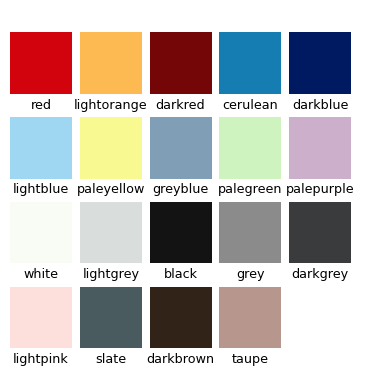 red lightorange darkred cerulean darkblue
lightblue paleyellow greyblue palegreen palepurple
white lightgrey black grey darkgrey
lightpink slate darkbrown taupe